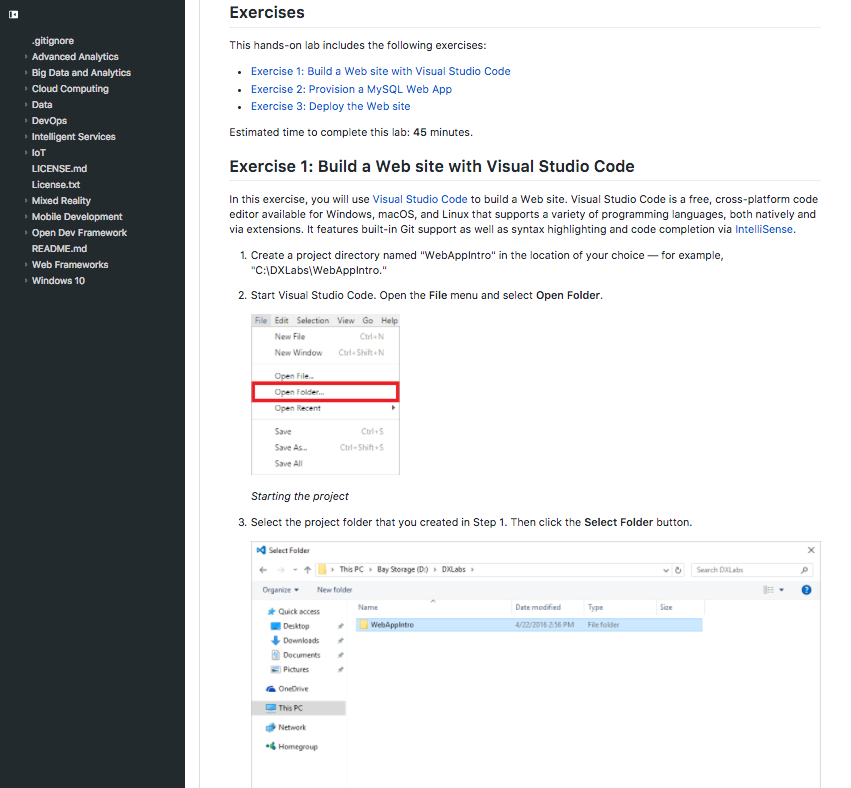 .gitignore
Advanced Analytics
Big Data and Analytics
Cloud Computing
Data
DevOps
Intelligent Services
IoT
LICENSE.md
License.txt
Mixed Reality
Mobile Development
Open Dev Framework
README.md
Web Frameworks
Windows 10
Exercises
This hands-on lab includes the following exercises:
• Exercise 1: Build a Web site with Visual Studio Code
• Exercise 2: Provision a MySQL Web App
• Exercise 3: Deploy the Web site
Estimated time to complete this lab: 45 minutes.
Exercise 1: Build a Web site with Visual Studio Code
In this exercise, you will use Visual Studio Code to build a Web site. Visual Studio Code is a free, cross-platform code
editor available for Windows, macOS, and Linux that supports a variety of programming languages, both natively and
via extensions. It features built-in Git support as well as syntax highlighting and code completion via IntelliSense.
1. Create a project directory named "WebAppIntro" in the location of your choice — for example,
"C:\DXLabs\WebAppIntro."
2. Start Visual Studio Code. Open the File menu and select Open Folder.
File Edit Selection View Go Help
New File Ctrl+N
New Window Ctrl+Shift+N
Open File...
Open Folder...
Open Recent
Save Ctrl+S
Save As... Ctrl+Shift+S
Save All
Starting the project
3. Select the project folder that you created in Step 1. Then click the Select Folder button.
Select Folder
This PC › Bay Storage (D:) › DXLabs ›
Search DXLabs
Organize New folder
Name Date modified Type Size
Quick access
Desktop
Downloads
Documents
Pictures
OneDrive
This PC
Network
Homegroup
WebAppIntro 4/22/2016 2:56 PM File folder